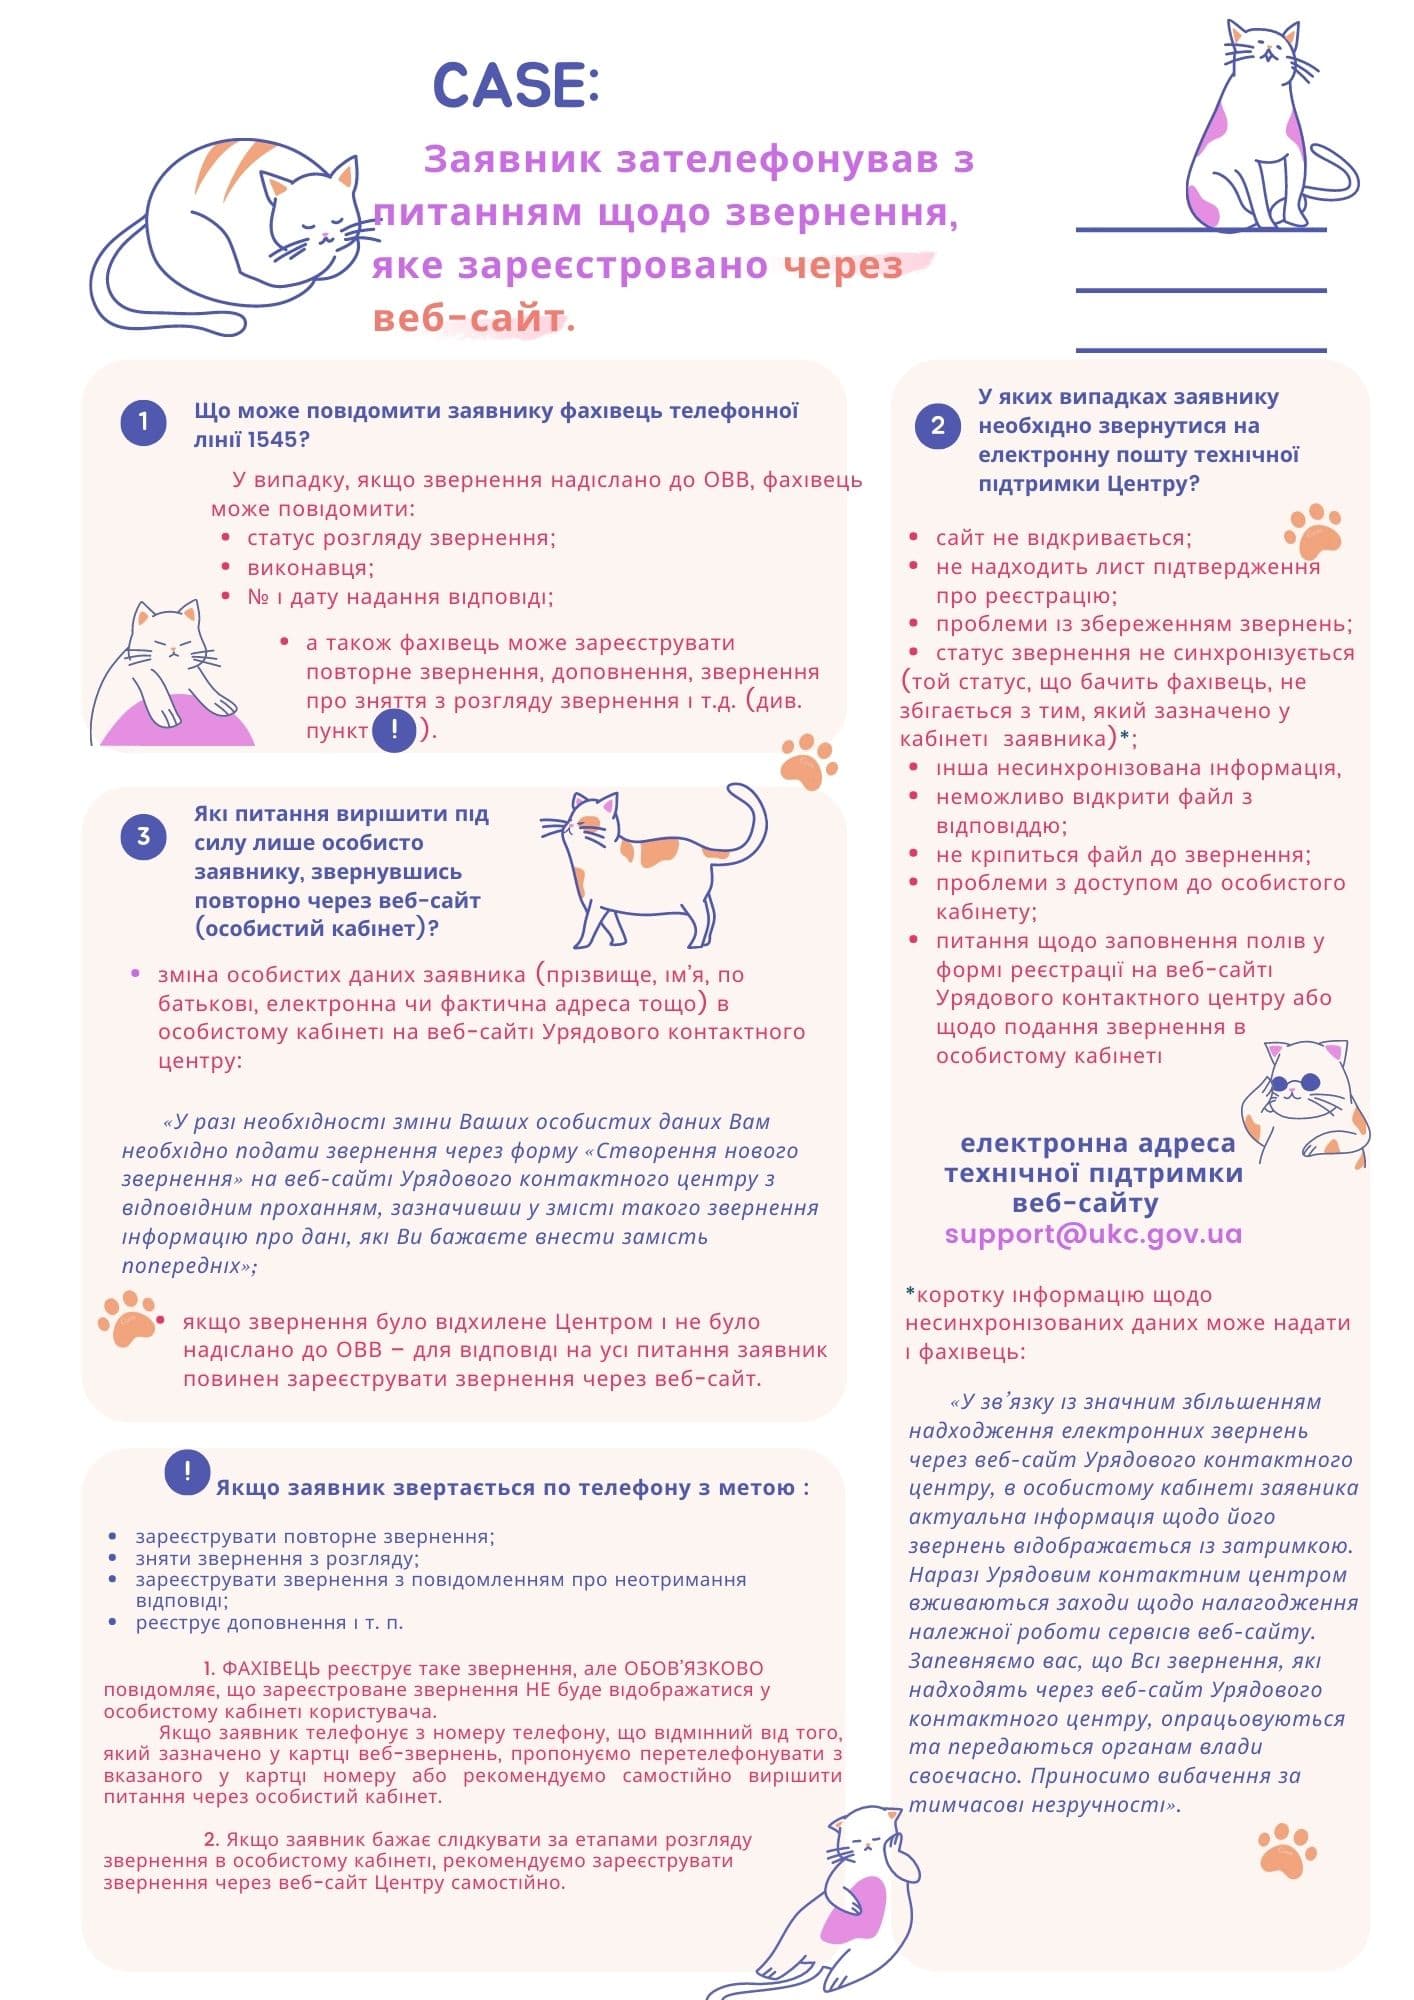 CASE:
Заявник зателефонував з
питанням щодо звернення,
яке зареєстровано через
веб-сайт.
1
Що може повідомити заявнику фахівець телефонної
лінії 1545?
У випадку, якщо звернення надіслано до ОВВ, фахівець
може повідомити:
• статус розгляду звернення;
• виконавця;
• № і дату надання відповіді;
• а також фахівець може зареєструвати
повторне звернення, доповнення, звернення
про зняття з розгляду звернення і т.д. (див.
пункт ! ).
2
У яких випадках заявнику
необхідно звернутися на
електронну пошту технічної
підтримки Центру?
• сайт не відкривається;
• не надходить лист підтвердження
про реєстрацію;
• проблеми із збереженням звернень;
• статус звернення не синхронізується
(той статус, що бачить фахівець, не
збігається з тим, який зазначено у
кабінеті заявника)*;
• інша несинхронізована інформація,
• неможливо відкрити файл з
відповіддю;
• не кріпиться файл до звернення;
• проблеми з доступом до особистого
кабінету;
• питання щодо заповнення полів у
формі реєстрації на веб-сайті
Урядового контактного центру або
щодо подання звернення в
особистому кабінеті
електронна адреса
технічної підтримки
веб-сайту
support@ukc.gov.ua
*коротку інформацію щодо
несинхронізованих даних може надати
і фахівець:
«У зв'язку із значним збільшенням
надходження електронних звернень
через веб-сайт Урядового контактного
центру, в особистому кабінеті заявника
актуальна інформація щодо його
звернень відображається із затримкою.
Наразі Урядовим контактним центром
вживаються заходи щодо налагодження
належної роботи сервісів веб-сайту.
Запевняємо вас, що Всі звернення, які
надходять через веб-сайт Урядового
контактного центру, опрацьовуються
та передаються органам влади
своєчасно. Приносимо вибачення за
тимчасові незручності».
3
Які питання вирішити під
силу лише особисто
заявнику, звернувшись
повторно через веб-сайт
(особистий кабінет)?
• зміна особистих даних заявника (прізвище, ім'я, по
батькові, електронна чи фактична адреса тощо) в
особистому кабінеті на веб-сайті Урядового контактного
центру:
«У разі необхідності зміни Ваших особистих даних Вам
необхідно подати звернення через форму «Створення нового
звернення» на веб-сайті Урядового контактного центру з
відповідним проханням, зазначивши у змісті такого звернення
інформацію про дані, які Ви бажаєте внести замість
попередніх»;
• якщо звернення було відхилене Центром і не було
надіслано до ОВВ – для відповіді на усі питання заявник
повинен зареєструвати звернення через веб-сайт.
!
Якщо заявник звертається по телефону з метою :
• зареєструвати повторне звернення;
• зняти звернення з розгляду;
• зареєструвати звернення з повідомленням про неотримання
відповіді;
• реєструє доповнення і т. п.
1. ФАХІВЕЦЬ реєструє таке звернення, але ОБОВ'ЯЗКОВО
повідомляє, що зареєстроване звернення НЕ буде відображатися у
особистому кабінеті користувача.
Якщо заявник телефонує з номеру телефону, що відмінний від того,
який зазначено у картці веб-звернень, пропонуємо перетелефонувати з
вказаного у картці номеру або рекомендуємо самостійно вирішити
питання через особистий кабінет.
2. Якщо заявник бажає слідкувати за етапами розгляду
звернення в особистому кабінеті, рекомендуємо зареєструвати
звернення через веб-сайт Центру самостійно.